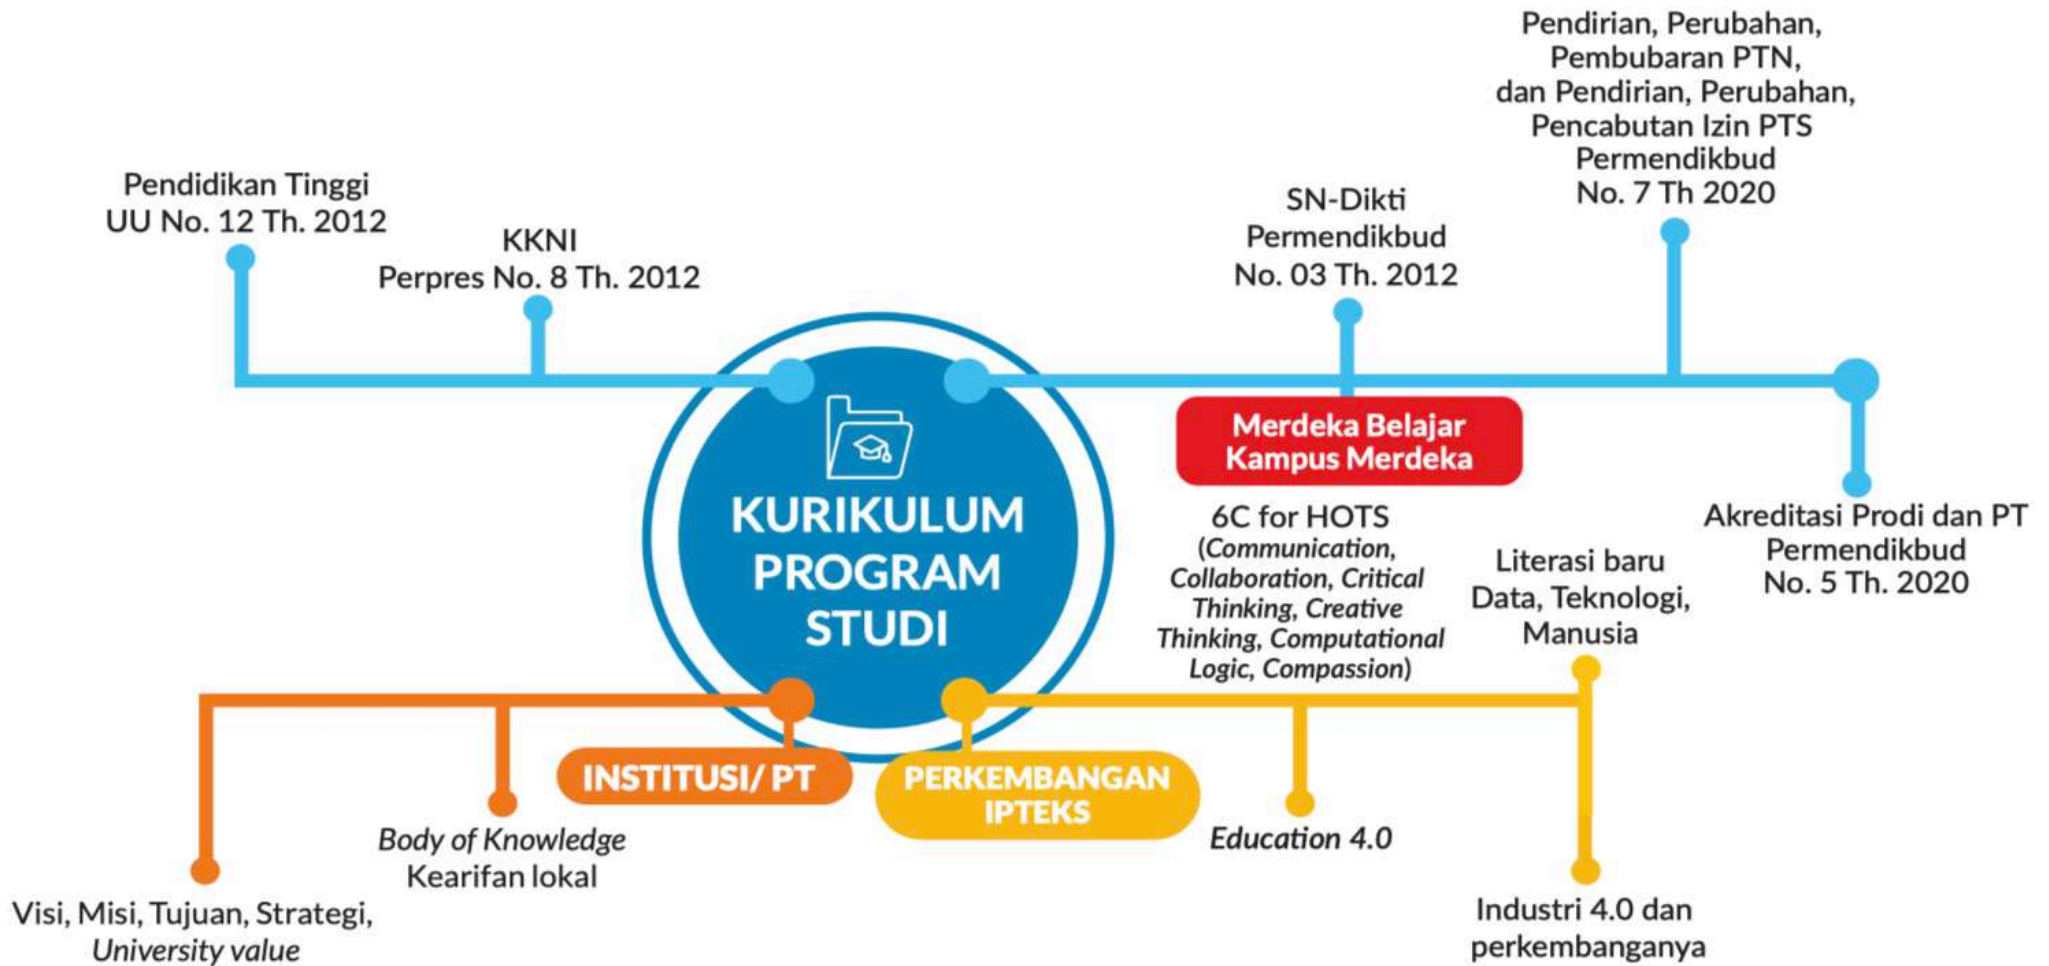 Pendirian, Perubahan,
Pembubaran PTN,
dan Pendirian, Perubahan,
Pencabutan Izin PTS
Permendikbud
No. 7 Th 2020
Pendidikan Tinggi
UU No. 12 Th. 2012
KKNI
Perpres No. 8 Th. 2012
SN-Dikti
Permendikbud
No. 03 Th. 2012
Merdeka Belajar
Kampus Merdeka
KURIKULUM
PROGRAM
STUDI
6C for HOTS
(Communication,
Collaboration, Critical
Thinking, Creative
Thinking, Computational
Logic, Compassion)
Literasi baru
Data, Teknologi,
Manusia
Akreditasi Prodi dan PT
Permendikbud
No. 5 Th. 2020
INSTITUSI/ PT
PERKEMBANGAN
IPTEKS
Body of Knowledge
Kearifan lokal
Education 4.0
Visi, Misi, Tujuan, Strategi,
University value
Industri 4.0 dan
perkembanganya